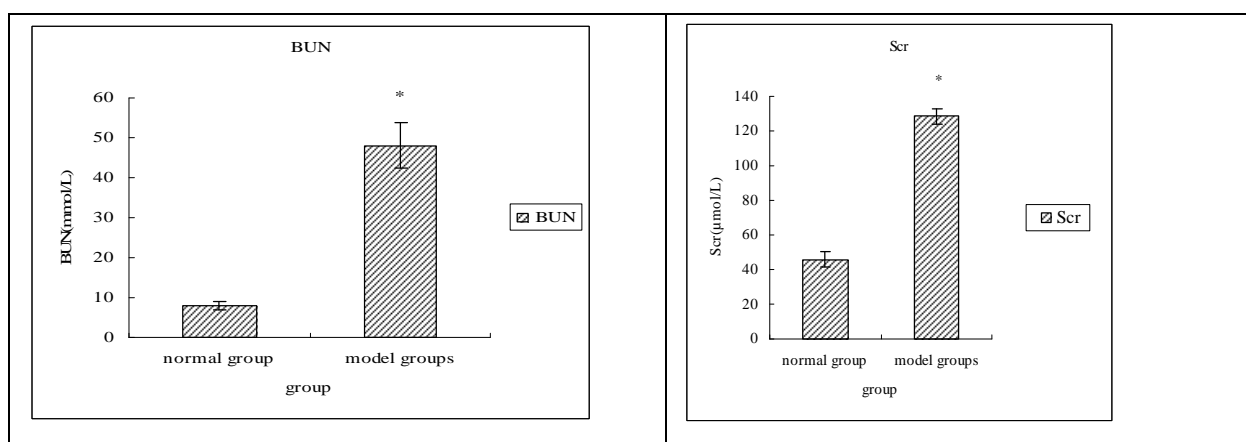 BUN
*
60
50
40
30
20
10
0
BUN(mmol/L)
normal group model groups
group
BUN
Scr
*
140
120
100
80
60
40
20
0
Scr(μmol/L)
normal group model groups
group
Scr